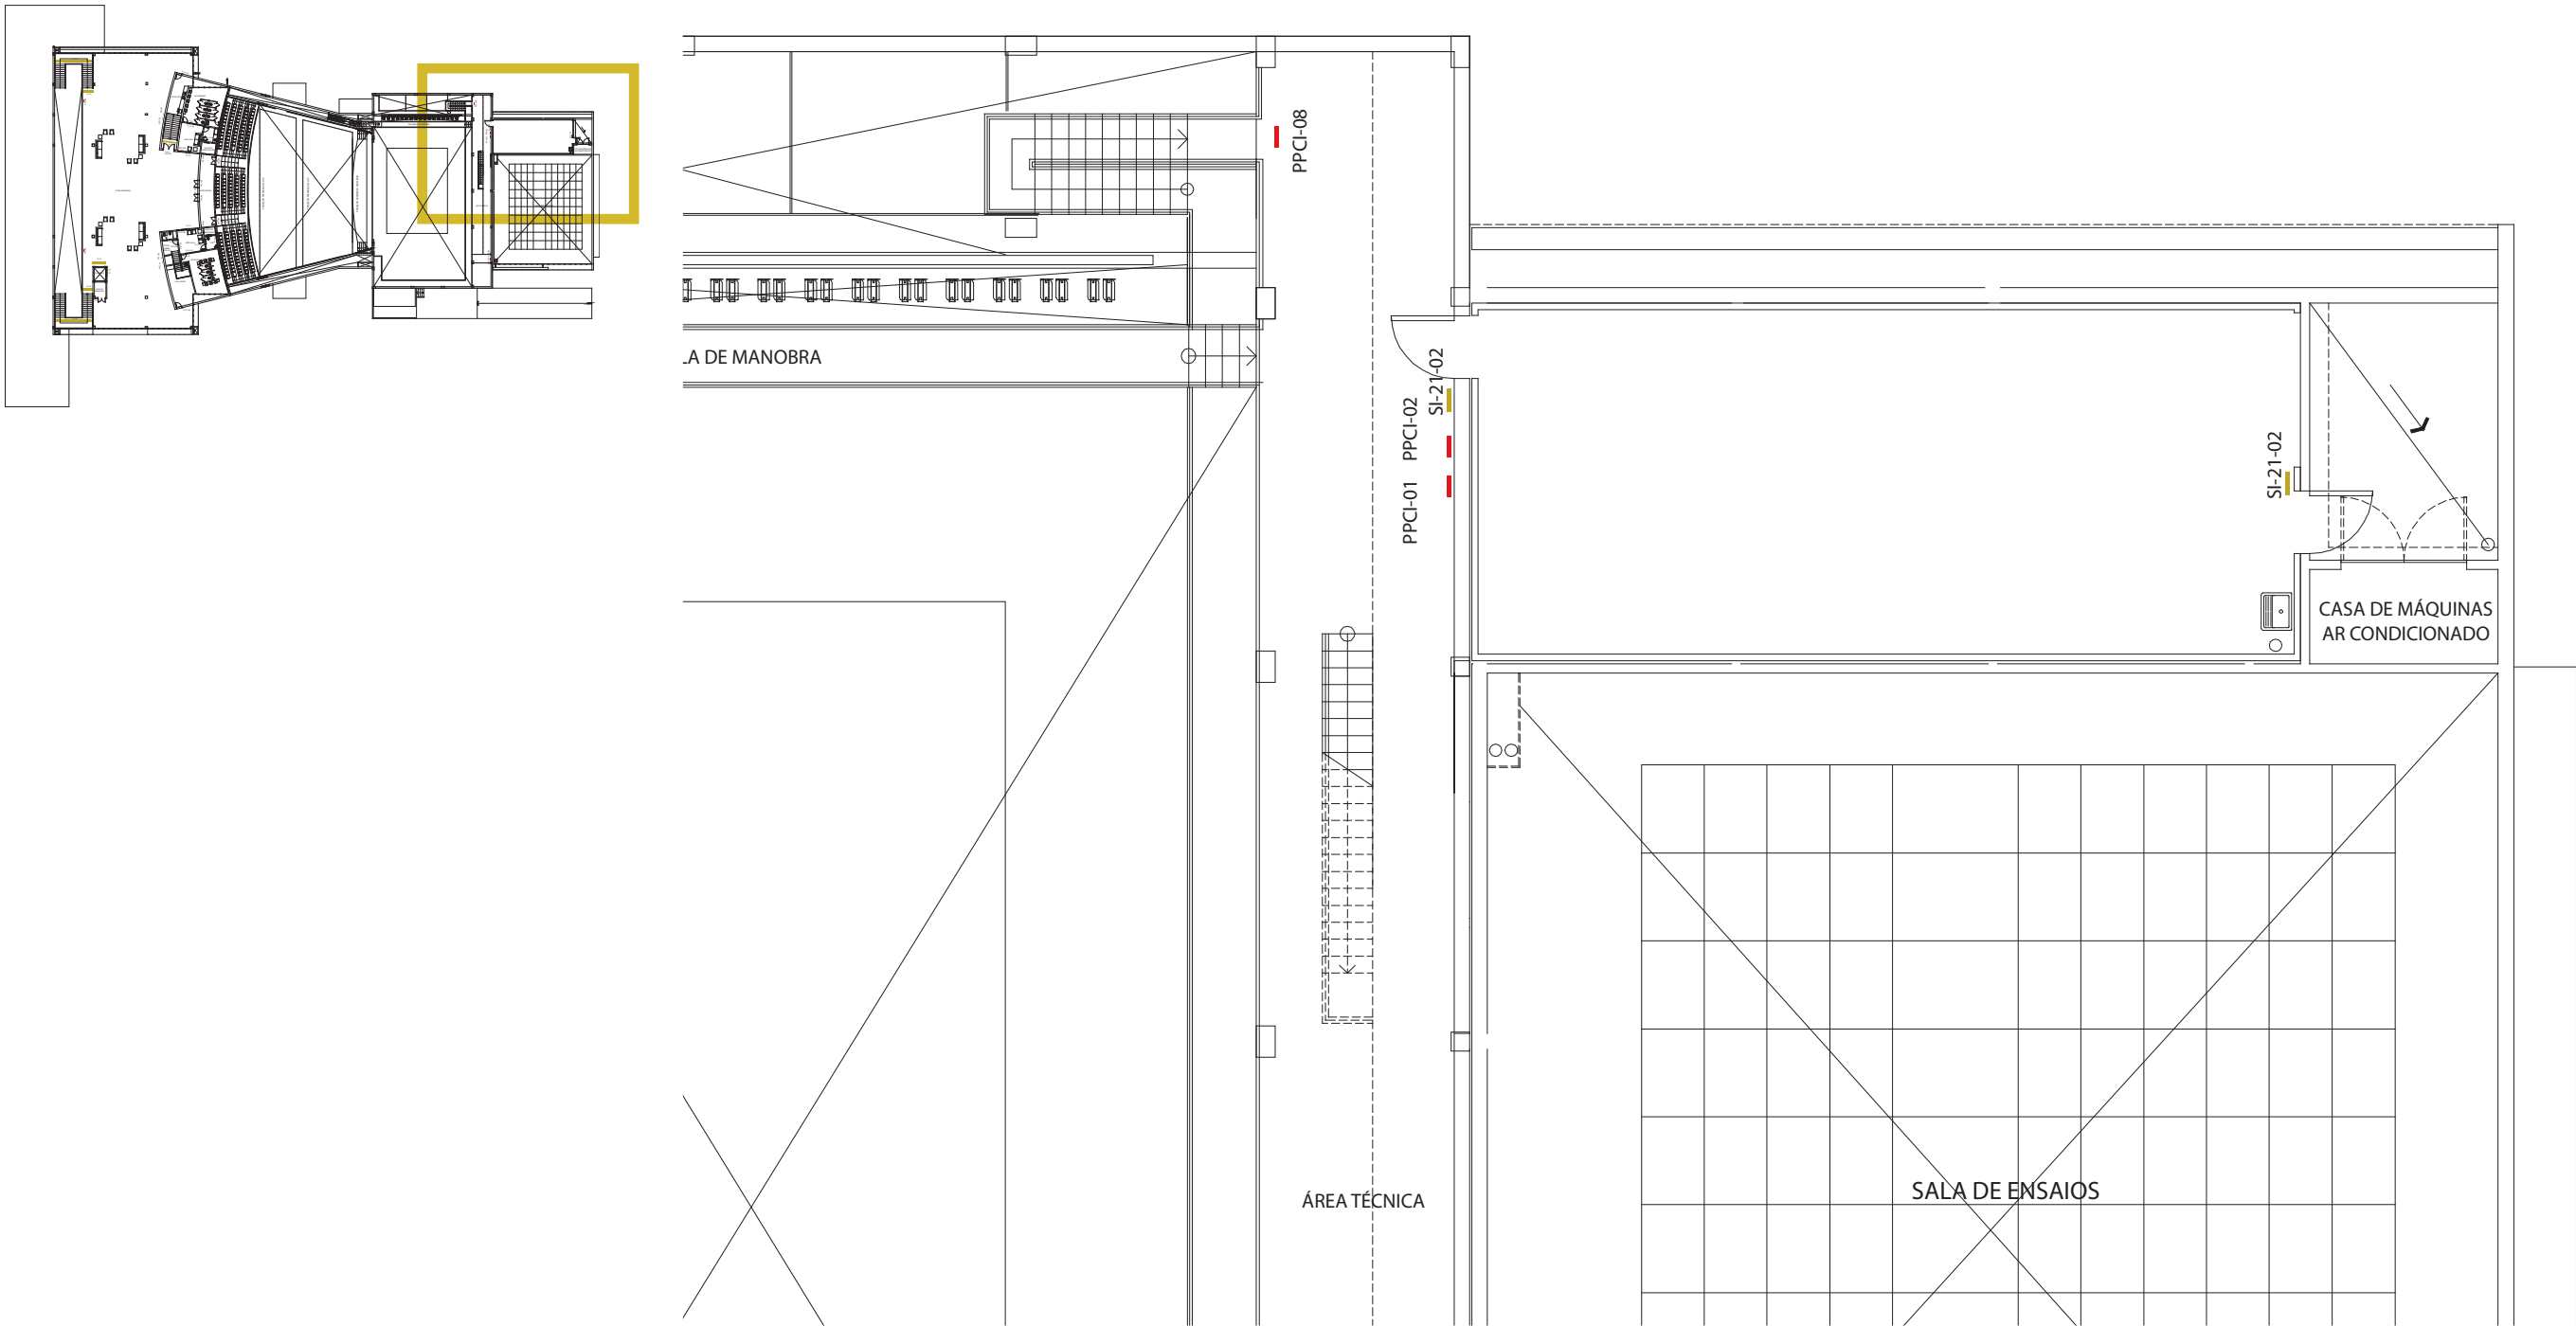 PPCI-08
LA DE MANOBRA
SI-21-02
PPCI-02
PPCI-01
SI-21-02
CASA DE MÁQUINAS
AR CONDICIONADO
ÁREA TÉCNICA
SALA DE ENSAIOS